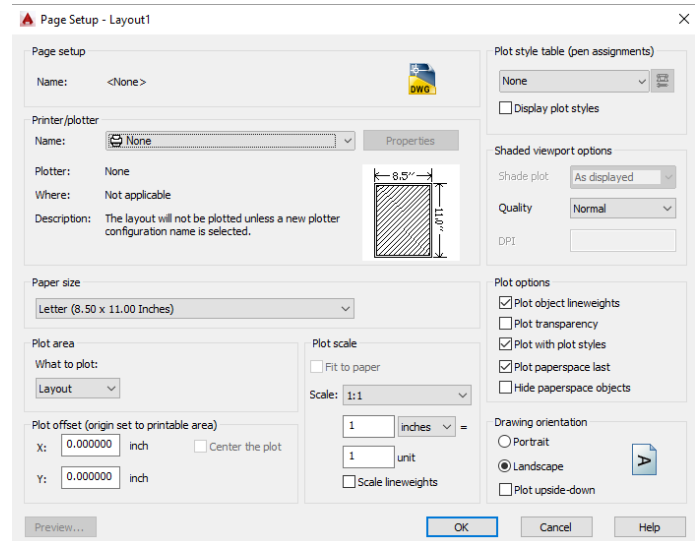 Page Setup - Layout1
Page setup
Name: <None>
DWG
Printer/plotter
Name: None
Properties
Plotter: None
Where: Not applicable
Description: The layout will not be plotted unless a new plotter
configuration name is selected.
8.5″
11.0″
Paper size
Letter (8.50 x 11.00 Inches)
Plot area
What to plot:
Layout
Plot offset (origin set to printable area)
X: 0.000000 inch
Center the plot
Y: 0.000000 inch
Plot scale
Fit to paper
Scale: 1:1
1 inches =
1 unit
Scale lineweights
Plot style table (pen assignments)
None
Display plot styles
Shaded viewport options
Shade plot As displayed
Quality Normal
DPI
Plot options
Plot object lineweights
Plot transparency
Plot with plot styles
Plot paperspace last
Hide paperspace objects
Drawing orientation
Portrait
Landscape
A
Plot upside-down
Preview...
OK
Cancel
Help